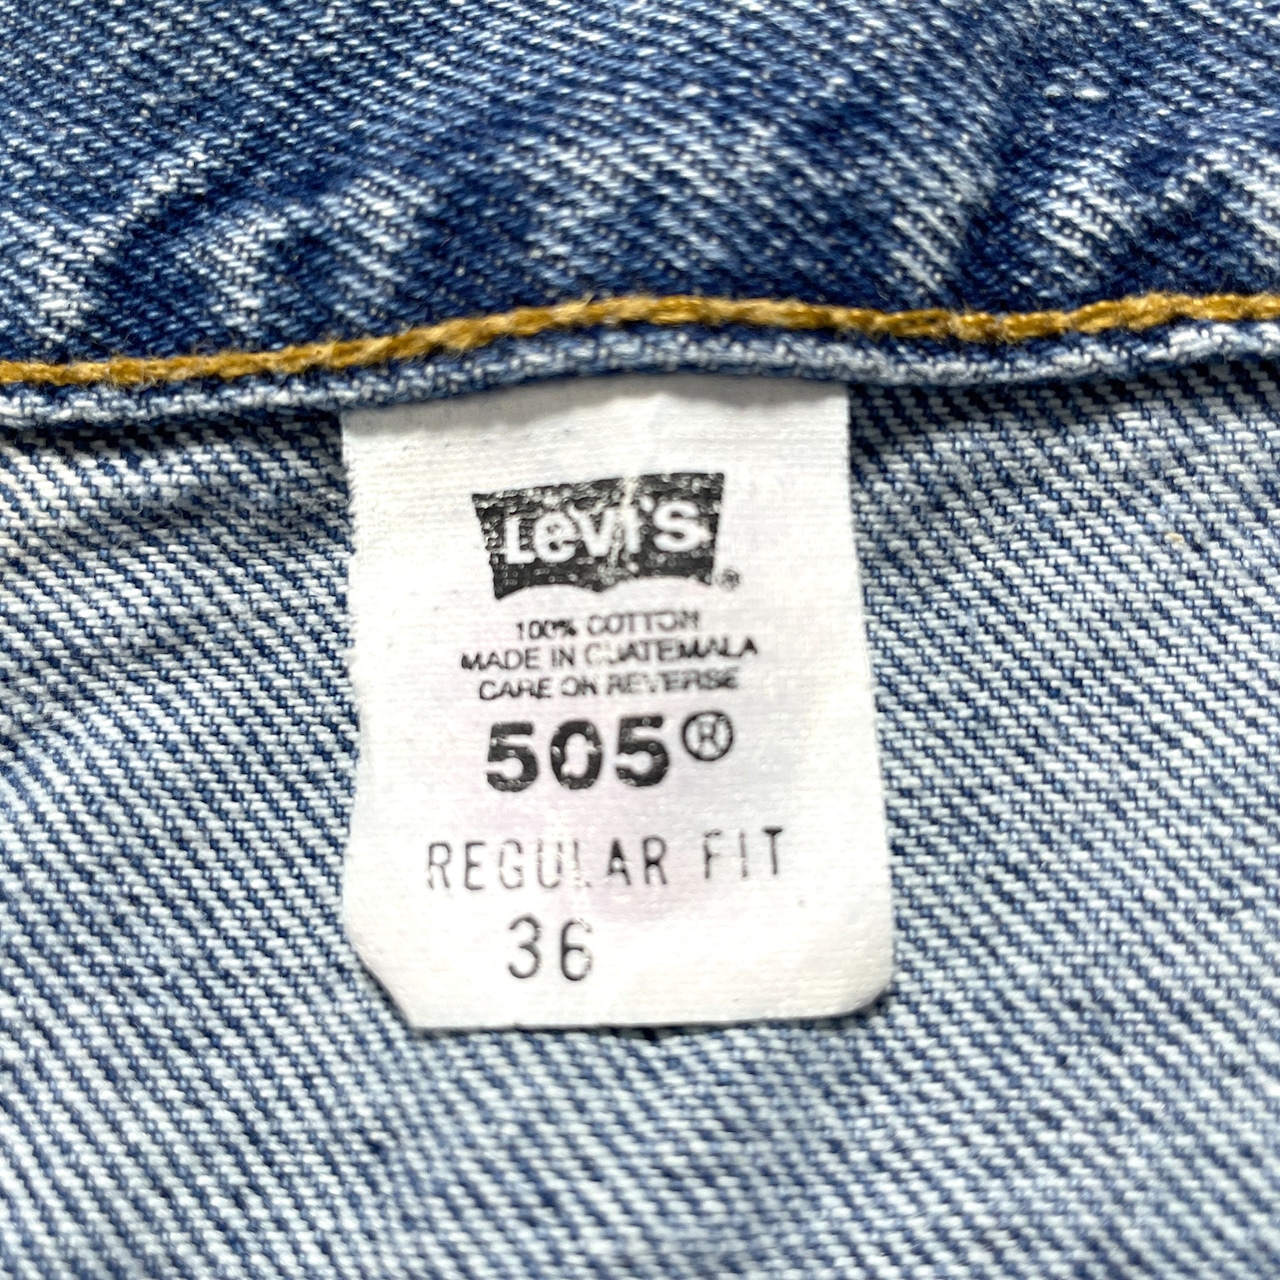 Levi's®
100% COTTON
MADE IN GUATEMALA
CARE ON REVERSE
505®
REGULAR FIT
36